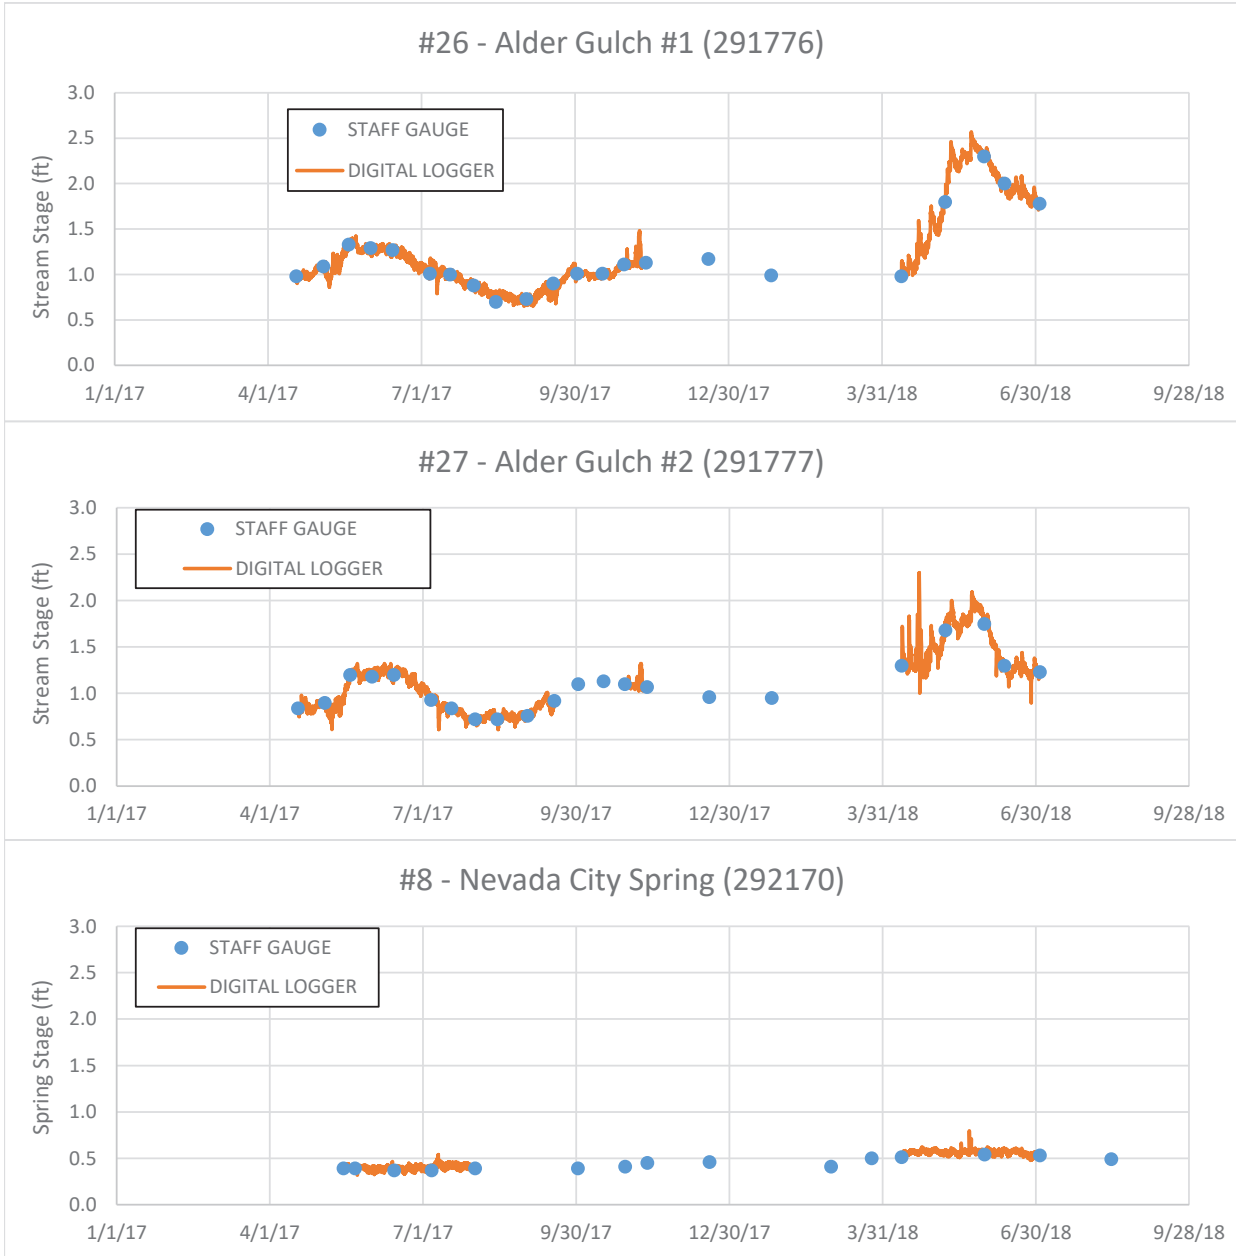 #26 - Alder Gulch #1 (291776)
3.0
2.5
2.0
1.5
1.0
0.5
0.0
Stream Stage (ft)
STAFF GAUGE
DIGITAL LOGGER
1/1/17 4/1/17 7/1/17 9/30/17 12/30/17 3/31/18 6/30/18 9/28/18
#27 - Alder Gulch #2 (291777)
3.0
2.5
2.0
1.5
1.0
0.5
0.0
Stream Stage (ft)
STAFF GAUGE
DIGITAL LOGGER
1/1/17 4/1/17 7/1/17 9/30/17 12/30/17 3/31/18 6/30/18 9/28/18
#8 - Nevada City Spring (292170)
3.0
2.5
2.0
1.5
1.0
0.5
0.0
Spring Stage (ft)
STAFF GAUGE
DIGITAL LOGGER
1/1/17 4/1/17 7/1/17 9/30/17 12/30/17 3/31/18 6/30/18 9/28/18